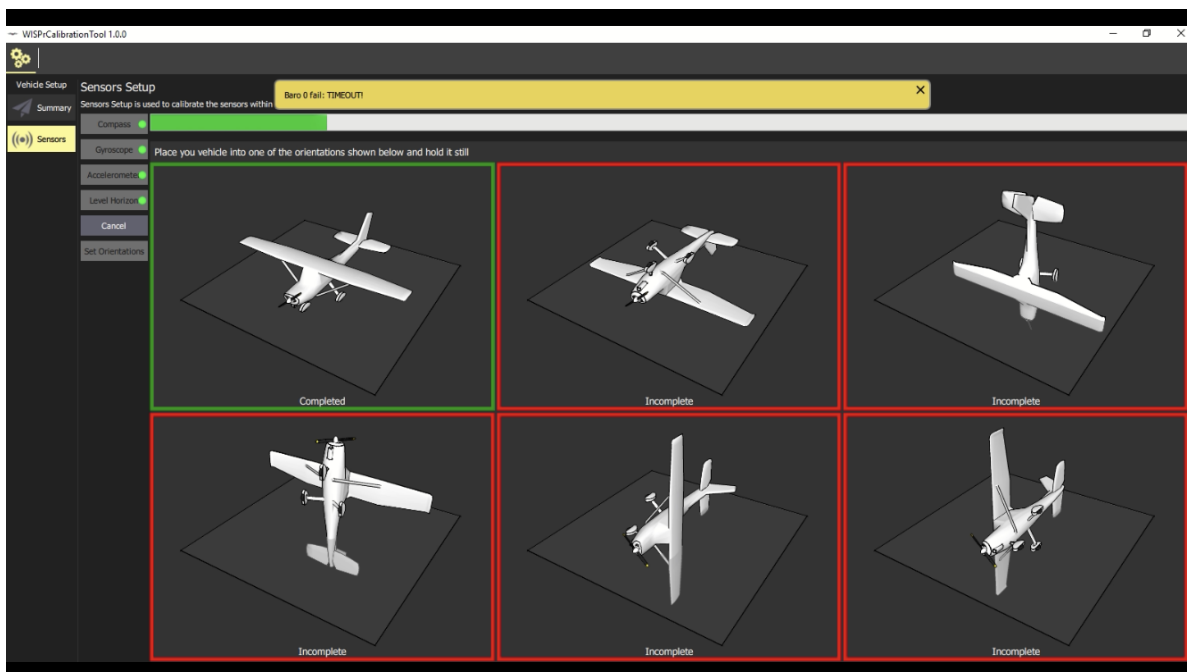 WISPrCalibrationTool 1.0.0
Vehicle Setup
Summary
Sensors
Sensors Setup
Sensors Setup is used to calibrate the sensors within
Baro 0 fail: TIMEOUT!
Compass
Gyroscope
Acceleromete
Level Horizon
Cancel
Set Orientations
Place you vehicle into one of the orientations shown below and hold it still
Completed
Incomplete
Incomplete
Incomplete
Incomplete
Incomplete